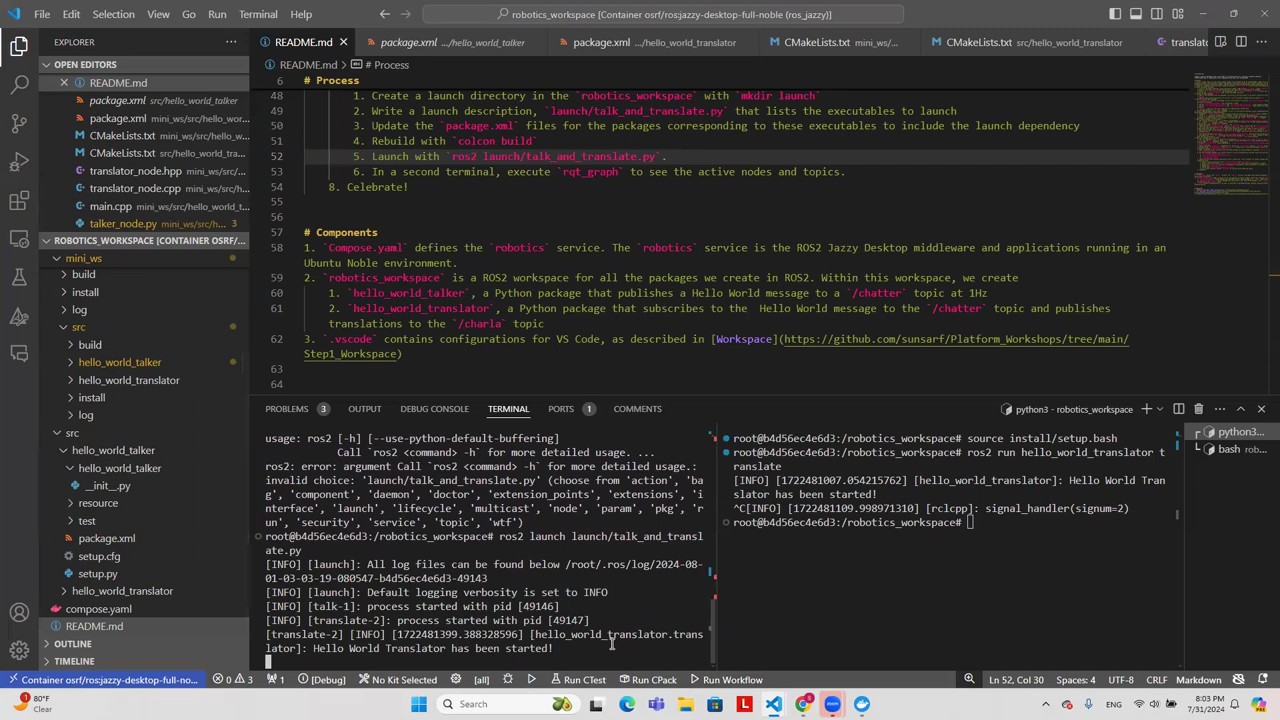 File Edit Selection View Go Run Terminal Help
robotics_workspace [Container osrf/ros:jazzy-desktop-full-noble (ros_jazzy)]
EXPLORER
README.md
package.xml .../hello_world_talker
package.xml .../hello_world_translator
CMakeLists.txt mini_ws/...
CMakeLists.txt src/hello_world_translator
translato
OPEN EDITORS
README.md
package.xml src/hello_world_talker
package.xml src/hello_world_tra...
CMakeLists.txt mini_ws/src/hel...
CMakeLists.txt src/hello_world_tra...
translator_node.hpp mini_ws/src...
translator_node.cpp mini_ws/src...
main.cpp mini_ws/src/hello_worl...
talker_node.py mini_ws/src/h... 3
ROBOTICS_WORKSPACE [CONTAINER OSRF/...
mini_ws
build
install
log
src
build
hello_world_talker
hello_world_translator
install
log
src
hello_world_talker
hello_world_talker
__init__.py
resource
test
package.xml
setup.cfg
setup.py
hello_world_translator
compose.yaml
README.md
OUTLINE
TIMELINE
README.md > # Process
6 # Process
48 1. Create a launch directory in the `robotics_workspace` with `mkdir launch`
49 2. Write a launch description `launch/talk_and_translate.py` that lists the executables to launch
50 3. Update the `package.xml` files for the packages corresponding to these executables to include the launch dependency
51 4. Rebuild with `colcon build`
52 5. Launch with `ros2 launch/talk_and_translate.py`.
53 `rqt_graph` to see the active nodes and topics.
54 8. Celebrate!
55
56
57 # Components
58 1. `Compose.yaml` defines the `robotics` service. The `robotics` service is the ROS2 Jazzy Desktop middleware and applications running in an
Ubuntu Noble environment.
59 2. `robotics_workspace` is a ROS2 workspace for all the packages we create in ROS2. Within this workspace, we create
60 1. `hello_world_talker`, a Python package that publishes a Hello World message to a `/chatter` topic at 1Hz
61 2. `hello_world_translator`, a Python package that subscribes to the Hello World message to the `/chatter` topic and publishes
translations to the `/charla` topic
62 3. `.vscode` contains configurations for VS Code, as described in [Workspace](https://github.com/sunsarf/Platform_Workshops/tree/main/
Step1_Workspace)
63
64
PROBLEMS 3 OUTPUT DEBUG CONSOLE TERMINAL PORTS 1 COMMENTS
python3 - robotics_workspace
usage: ros2 [-h] [--use-python-default-buffering]
Call `ros2 <command> -h` for more detailed usage. ...
ros2: error: argument Call `ros2 <command> -h` for more detailed usage.:
invalid choice: 'launch/talk_and_translate.py' (choose from 'action', 'ba
g', 'component', 'daemon', 'doctor', 'extension_points', 'extensions', 'i
nterface', 'launch', 'lifecycle', 'multicast', 'node', 'param', 'pkg', 'r
un', 'security', 'service', 'topic', 'wtf')
root@b4d56ec4e6d3:/robotics_workspace# ros2 launch launch/talk_and_transl
ate.py
[INFO] [launch]: All log files can be found below /root/.ros/log/2024-08-
01-03-03-19-080547-b4d56ec4e6d3-49143
[INFO] [launch]: Default logging verbosity is set to INFO
[INFO] [talk-1]: process started with pid [49146]
[INFO] [translate-2]: process started with pid [49147]
[translate-2] [INFO] [1722481399.388328596] [hello_world_translator.trans
lator]: Hello World Translator has been started!
root@b4d56ec4e6d3:/robotics_workspace# source install/setup.bash
root@b4d56ec4e6d3:/robotics_workspace# ros2 run hello_world_translator t
ranslate
[INFO] [1722481007.054215762] [hello_world_translator]: Hello World Tran
slator has been started!
^C[INFO] [1722481109.998971310] [rclcpp]: signal_handler(signum=2)
root@b4d56ec4e6d3:/robotics_workspace#
python3...
bash rob
Container osrf/ros:jazzy-desktop-full-no... 0 3 1 [Debug] No Kit Selected [all] Run CTest Run CPack Run Workflow
Ln 52, Col 30 Spaces: 4 UTF-8 CRLF Markdown
80°F
Clear
Search
8:03 PM
7/31/2024